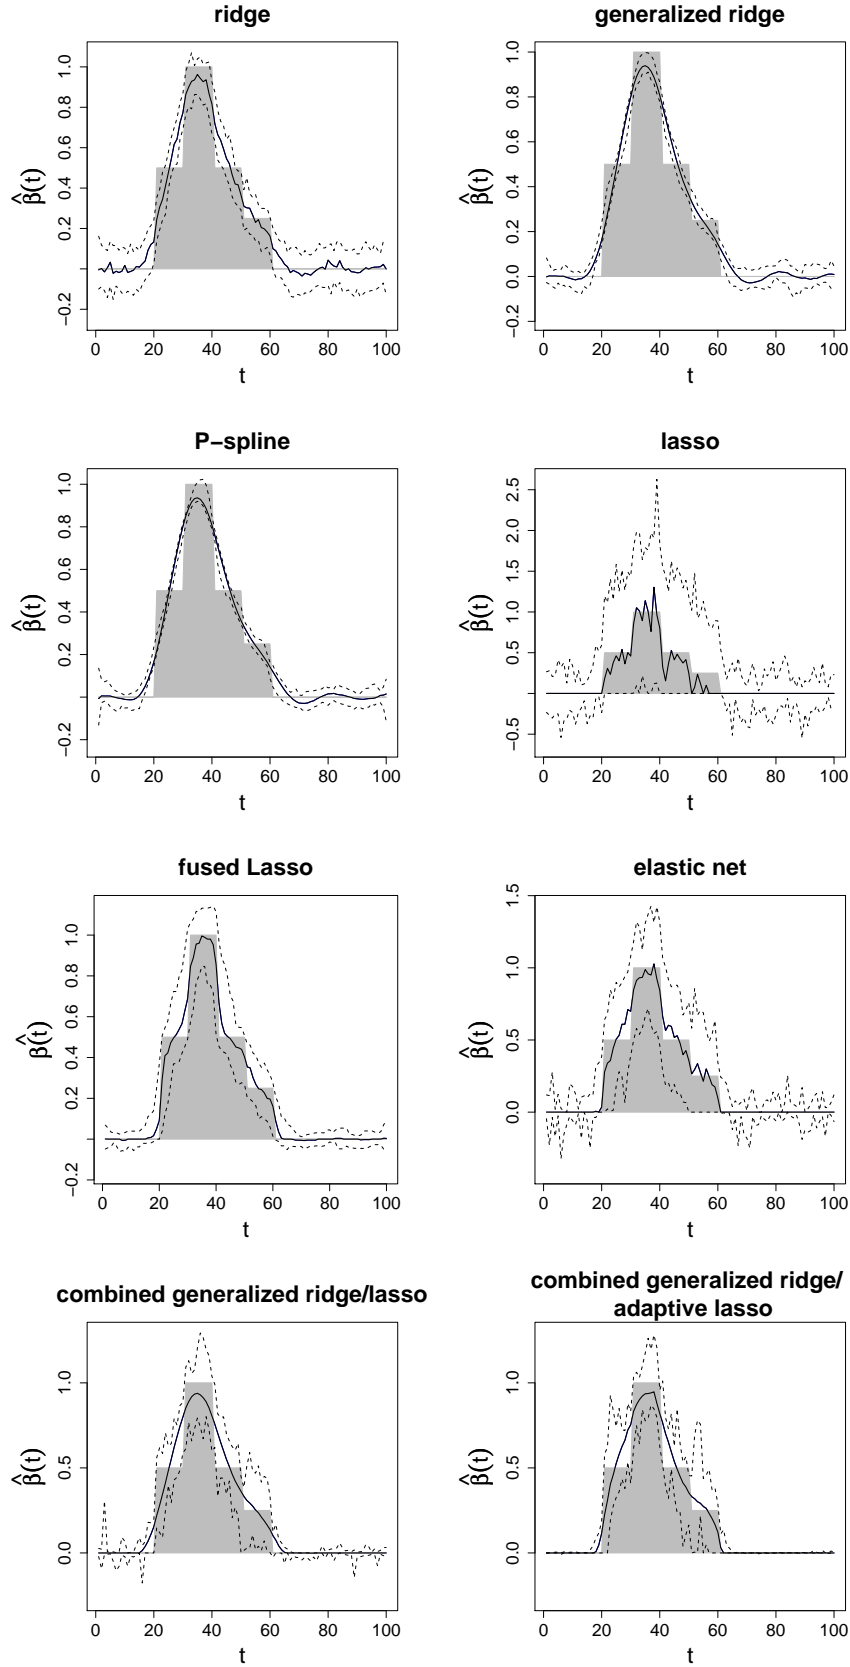 ridge
generalized ridge
1.0
0.8
0.6
0.4
0.2
−0.2
β̂(t)
0 20 40 60 80 100
t
1.0
0.8
0.6
0.4
0.2
0.0
−0.2
β̂(t)
0 20 40 60 80 100
t
P−spline
lasso
1.0
0.8
0.6
0.4
0.2
−0.2
β̂(t)
0 20 40 60 80 100
t
2.5
2.0
1.5
1.0
0.5
−0.5
β̂(t)
0 20 40 60 80 100
t
fused Lasso
elastic net
1.0
0.8
0.6
0.4
0.2
−0.2
β̂(t)
0 20 40 60 80 100
t
1.5
1.0
0.5
0.0
β̂(t)
0 20 40 60 80 100
t
combined generalized ridge/lasso
combined generalized ridge/
adaptive lasso
1.0
0.5
0.0
β̂(t)
0 20 40 60 80 100
t
1.0
0.5
0.0
β̂(t)
0 20 40 60 80 100
t